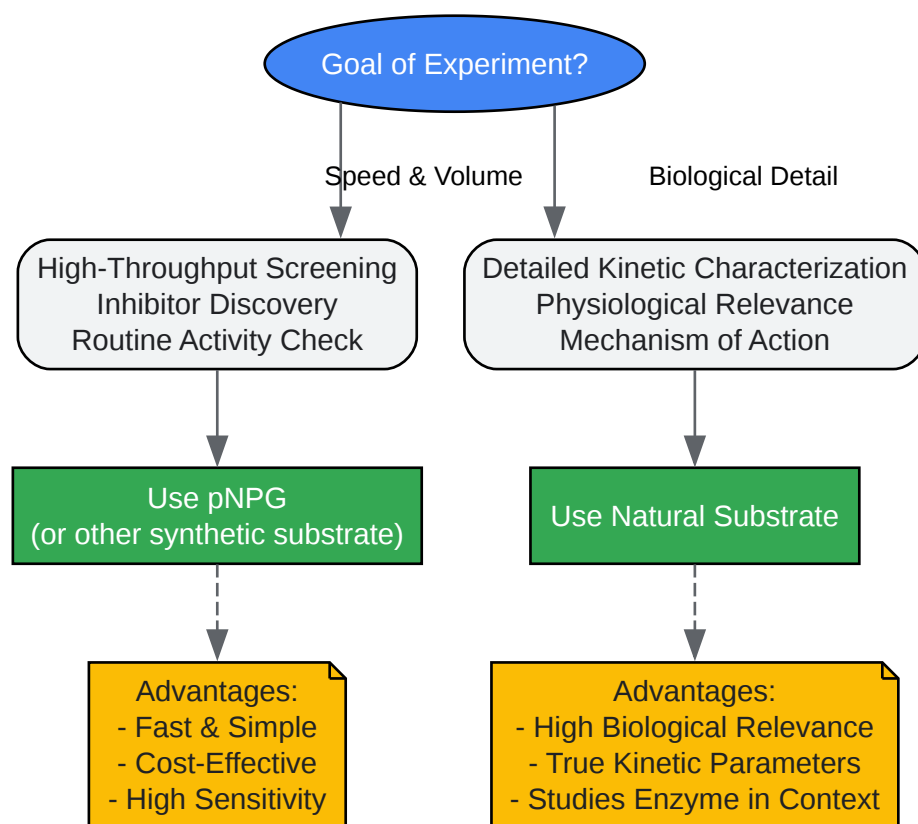 Goal of Experiment?
Speed & Volume
Biological Detail
High-Throughput Screening
Inhibitor Discovery
Routine Activity Check
Detailed Kinetic Characterization
Physiological Relevance
Mechanism of Action
Use pNPG
(or other synthetic substrate)
Use Natural Substrate
Advantages:
- Fast & Simple
- Cost-Effective
- High Sensitivity
Advantages:
- High Biological Relevance
- True Kinetic Parameters
- Studies Enzyme in Context